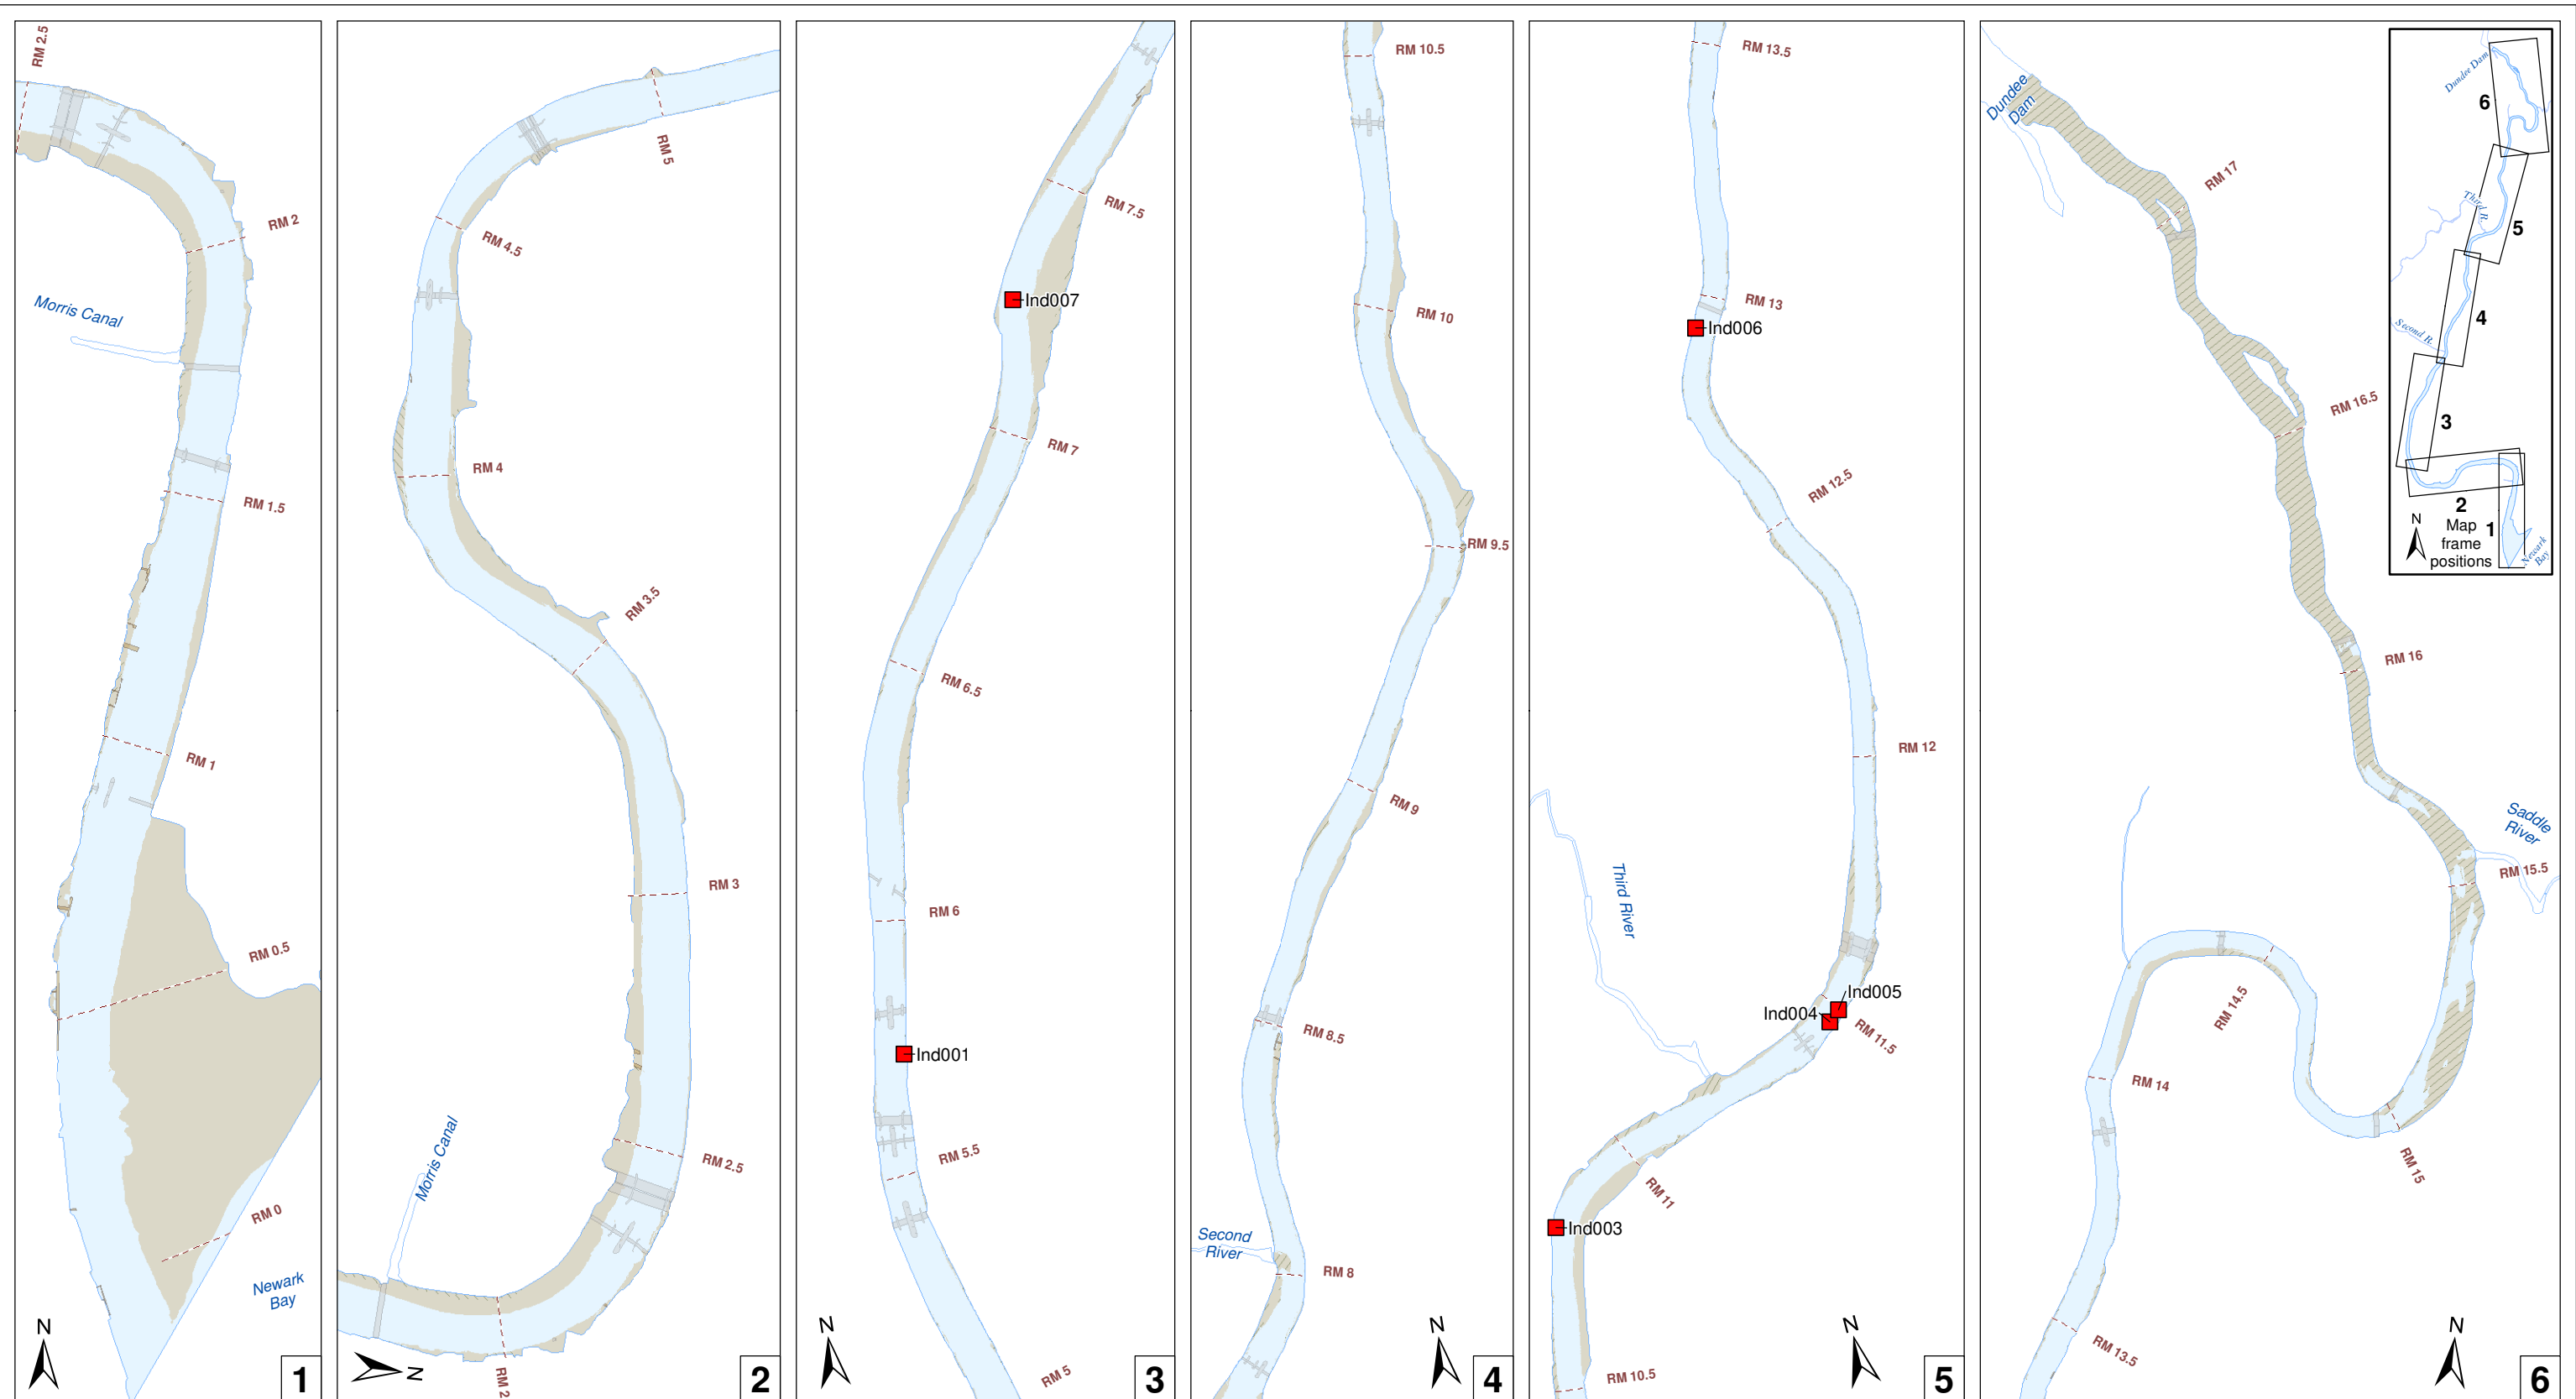 RM 2.5
RM 2
Morris Canal
RM 1.5
RM 1
RM 0.5
RM 0
Newark
Bay
N
1
RM 5
RM 4.5
RM 4
RM 3.5
RM 3
RM 2.5
Morris Canal
RM 2
N
2
RM 7.5
Ind007
RM 7
RM 6.5
RM 6
Ind001
RM 5.5
RM 5
N
3
RM 10.5
RM 10
RM 9.5
RM 9
RM 8.5
Second
River
RM 8
N
4
RM 13.5
RM 13
Ind006
RM 12.5
RM 12
Third River
Ind005
Ind004
RM 11.5
RM 11
Ind003
RM 10.5
N
5
Dundee
Dam
RM 17
RM 16.5
RM 16
Saddle
River
RM 15.5
RM 14.5
RM 14
RM 15
RM 13.5
N
6
Dundee Dam
6
Third R.
5
Second R.
4
3
2
1
N
Map
frame
positions
Newark
Bay